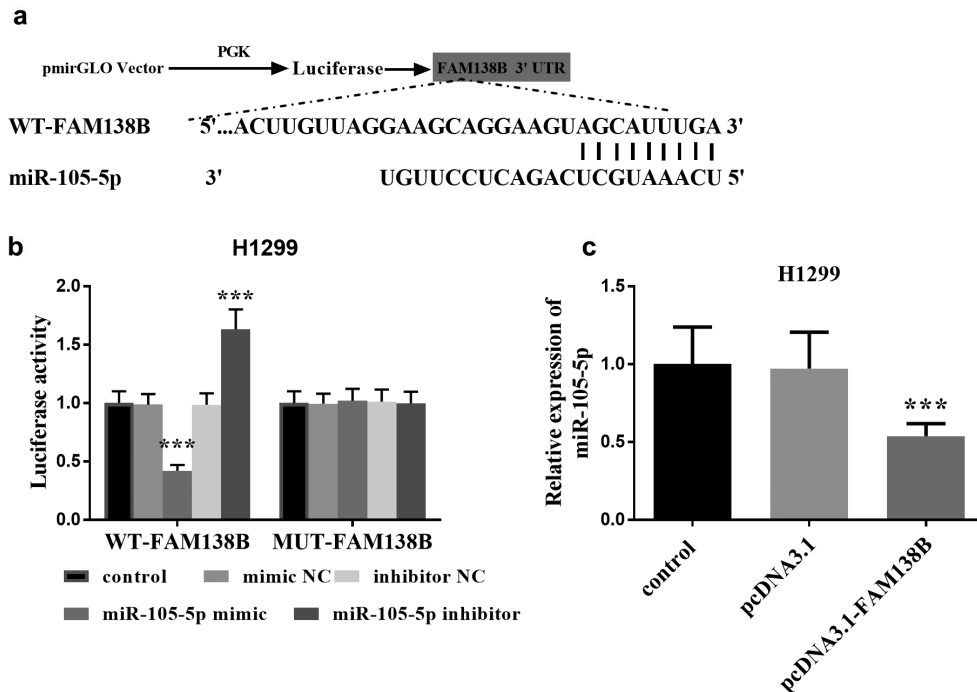 a
PGK
pmirGLO Vector Luciferase FAM138B 3' UTR
WT-FAM138B 5'...ACUUGUUAGGAAGCAGGAAGUAGCAUUUGA 3'
miR-105-5p 3' UGUUCCUCAGACUCGUAAACU 5'
b
H1299
Luciferase activity
2.0
1.5
1.0
0.5
0.0
***
***
WT-FAM138B MUT-FAM138B
control mimic NC inhibitor NC
miR-105-5p mimic miR-105-5p inhibitor
c
H1299
Relative expression of
miR-105-5p
1.5
1.0
0.5
0.0
***
control
pcDNA3.1
pcDNA3.1-FAM138B